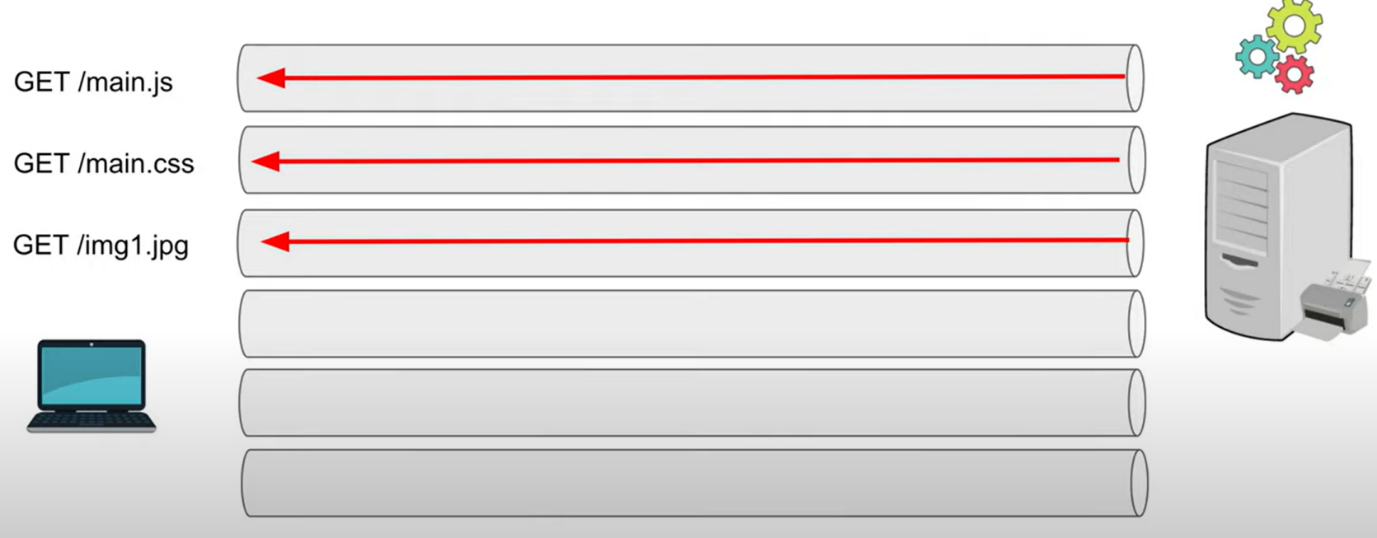 GET /main.js
GET /main.css
GET /img1.jpg